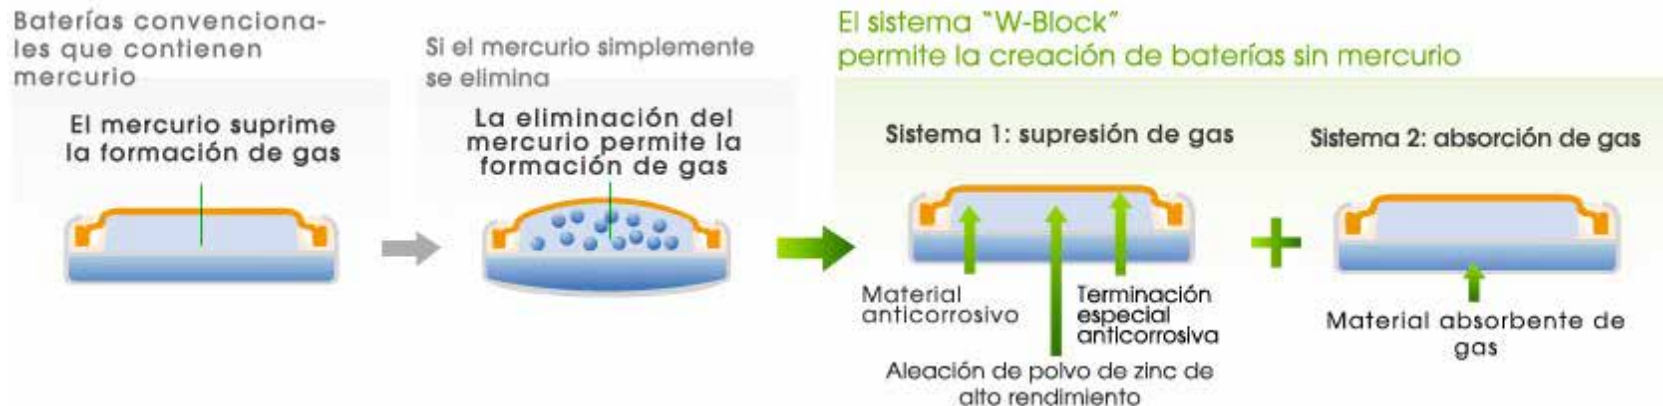 Baterías convenciona-
les que contienen
mercurio
El mercurio suprime
la formación de gas
Si el mercurio simplemente
se elimina
La eliminación del
mercurio permite la
formación de gas
El sistema "W-Block"
permite la creación de baterías sin mercurio
Sistema 1: supresión de gas
Material
anticorrosivo
Terminación
especial
anticorrosiva
Aleación de polvo de zinc de
alto rendimiento
Sistema 2: absorción de gas
Material absorbente de
gas